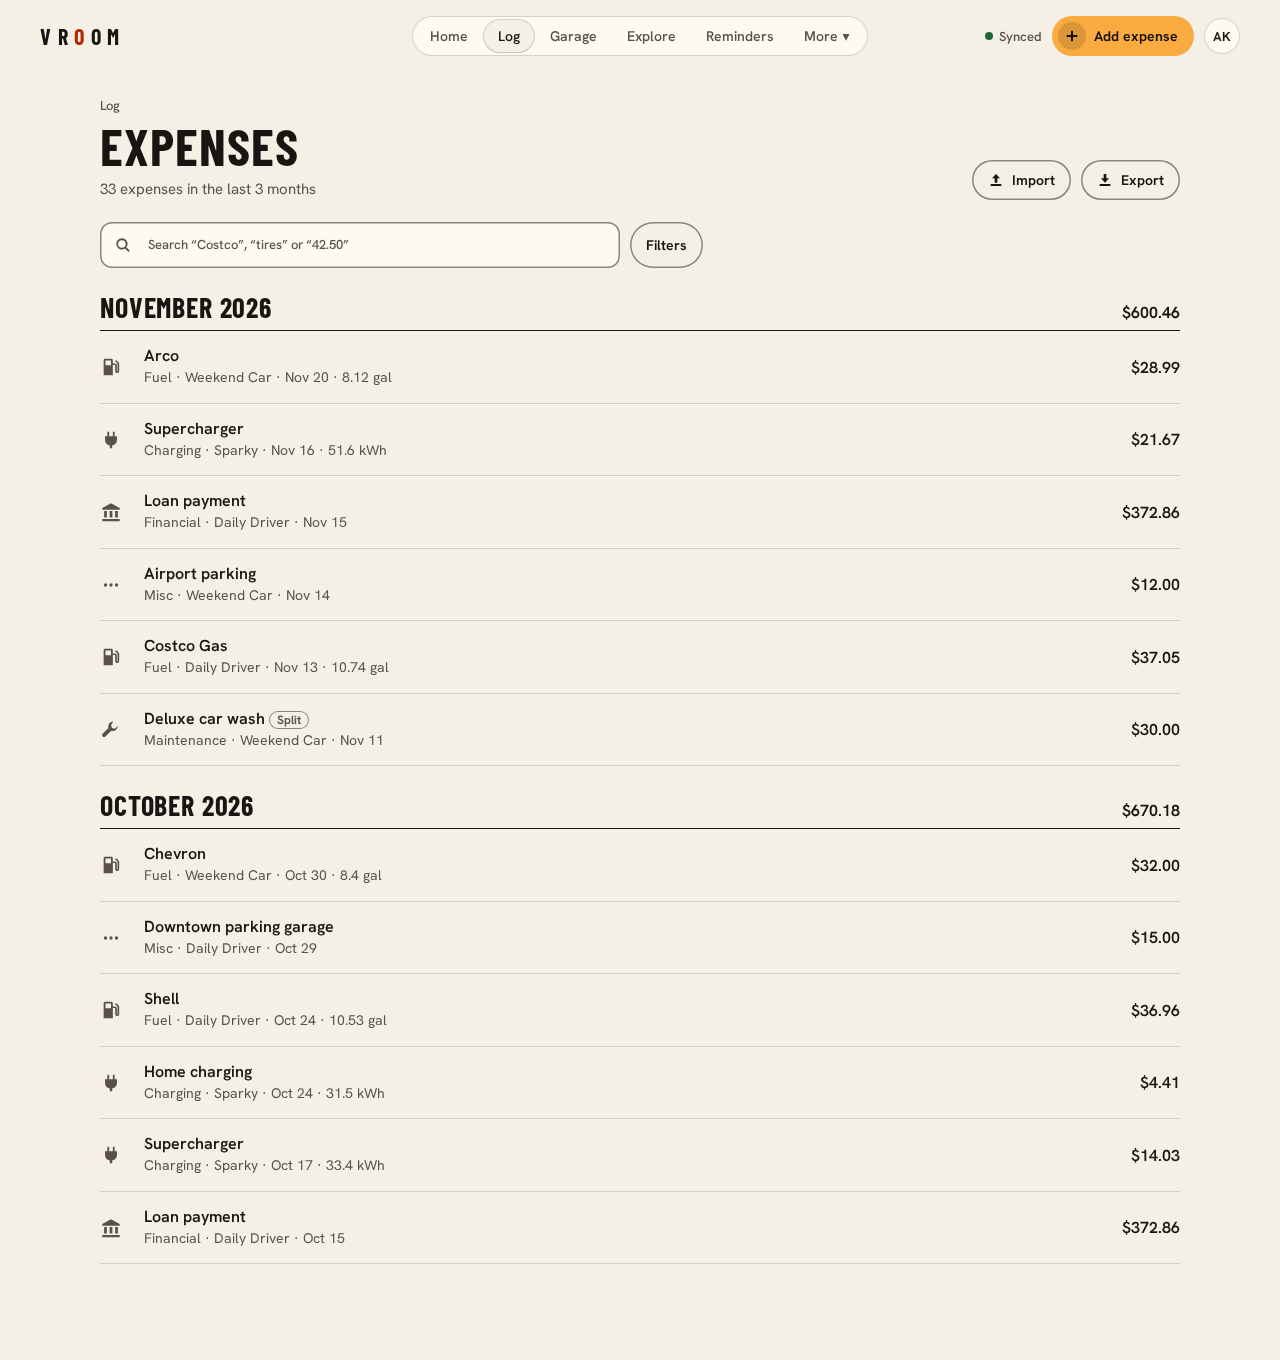 VROOM
Home Log Garage Explore Reminders More ▾
Synced
Add expense
AK
Log
EXPENSES
33 expenses in the last 3 months
Import
Export
Search “Costco”, “tires” or “42.50”
Filters
NOVEMBER 2026 $600.46
Arco
Fuel · Weekend Car · Nov 20 · 8.12 gal
$28.99
Supercharger
Charging · Sparky · Nov 16 · 51.6 kWh
$21.67
Loan payment
Financial · Daily Driver · Nov 15
$372.86
Airport parking
Misc · Weekend Car · Nov 14
$12.00
Costco Gas
Fuel · Daily Driver · Nov 13 · 10.74 gal
$37.05
Deluxe car wash Split
Maintenance · Weekend Car · Nov 11
$30.00
OCTOBER 2026 $670.18
Chevron
Fuel · Weekend Car · Oct 30 · 8.4 gal
$32.00
Downtown parking garage
Misc · Daily Driver · Oct 29
$15.00
Shell
Fuel · Daily Driver · Oct 24 · 10.53 gal
$36.96
Home charging
Charging · Sparky · Oct 24 · 31.5 kWh
$4.41
Supercharger
Charging · Sparky · Oct 17 · 33.4 kWh
$14.03
Loan payment
Financial · Daily Driver · Oct 15
$372.86